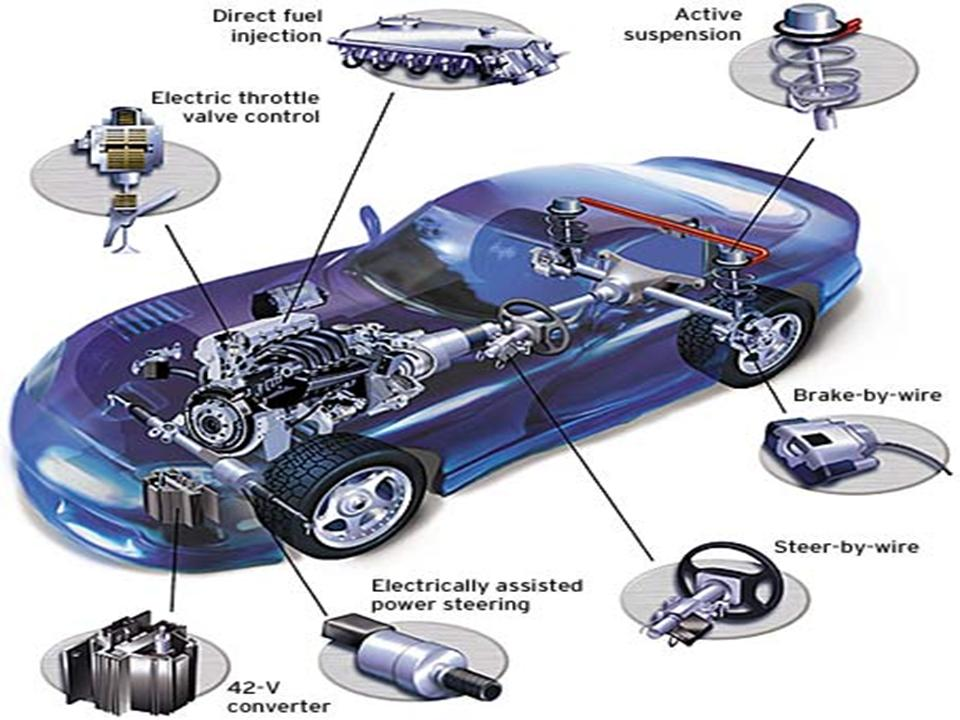 Direct fuel
injection
Active
suspension
Electric throttle
valve control
Brake-by-wire
Steer-by-wire
Electrically assisted
power steering
42-V
converter